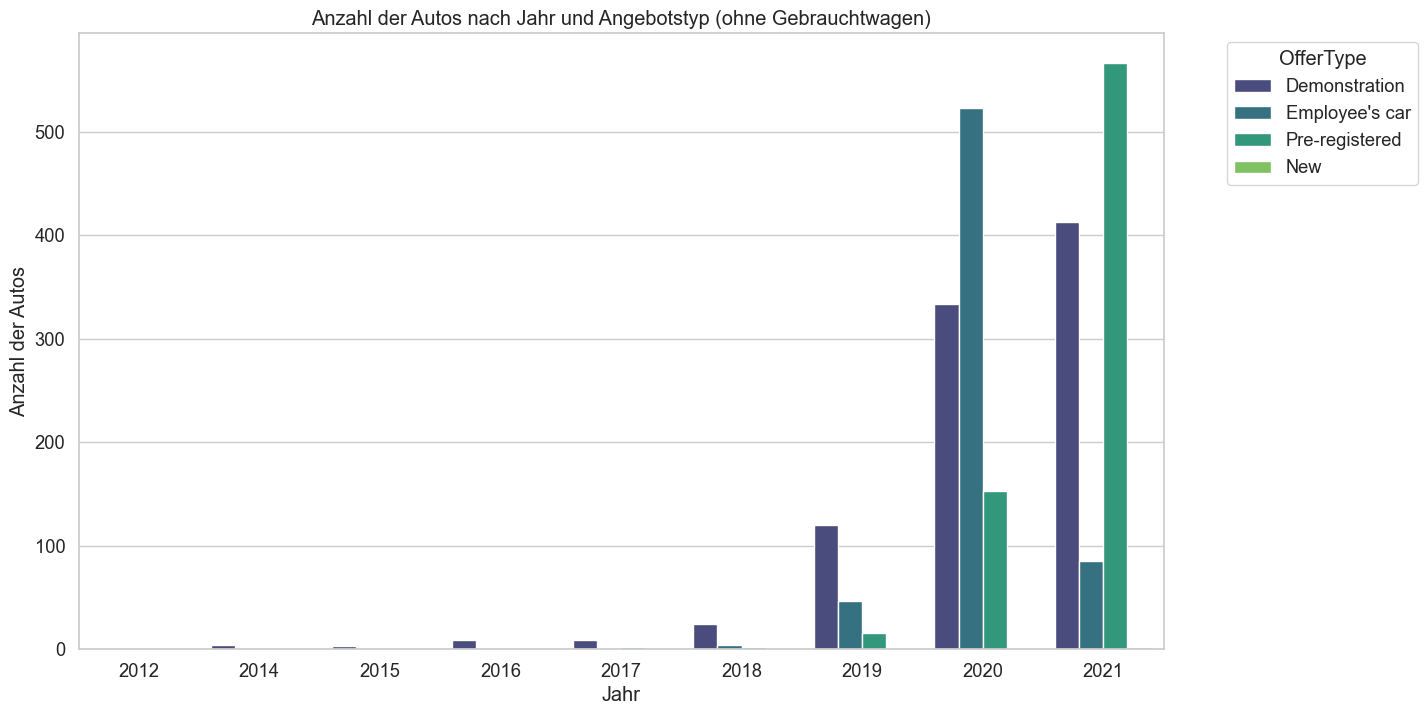 Anzahl der Autos nach Jahr und Angebotstyp (ohne Gebrauchtwagen)
OfferType
Demonstration
Employee's car
Pre-registered
New
Anzahl der Autos
500
400
300
200
100
0
2012 2014 2015 2016 2017 2018 2019 2020 2021
Jahr